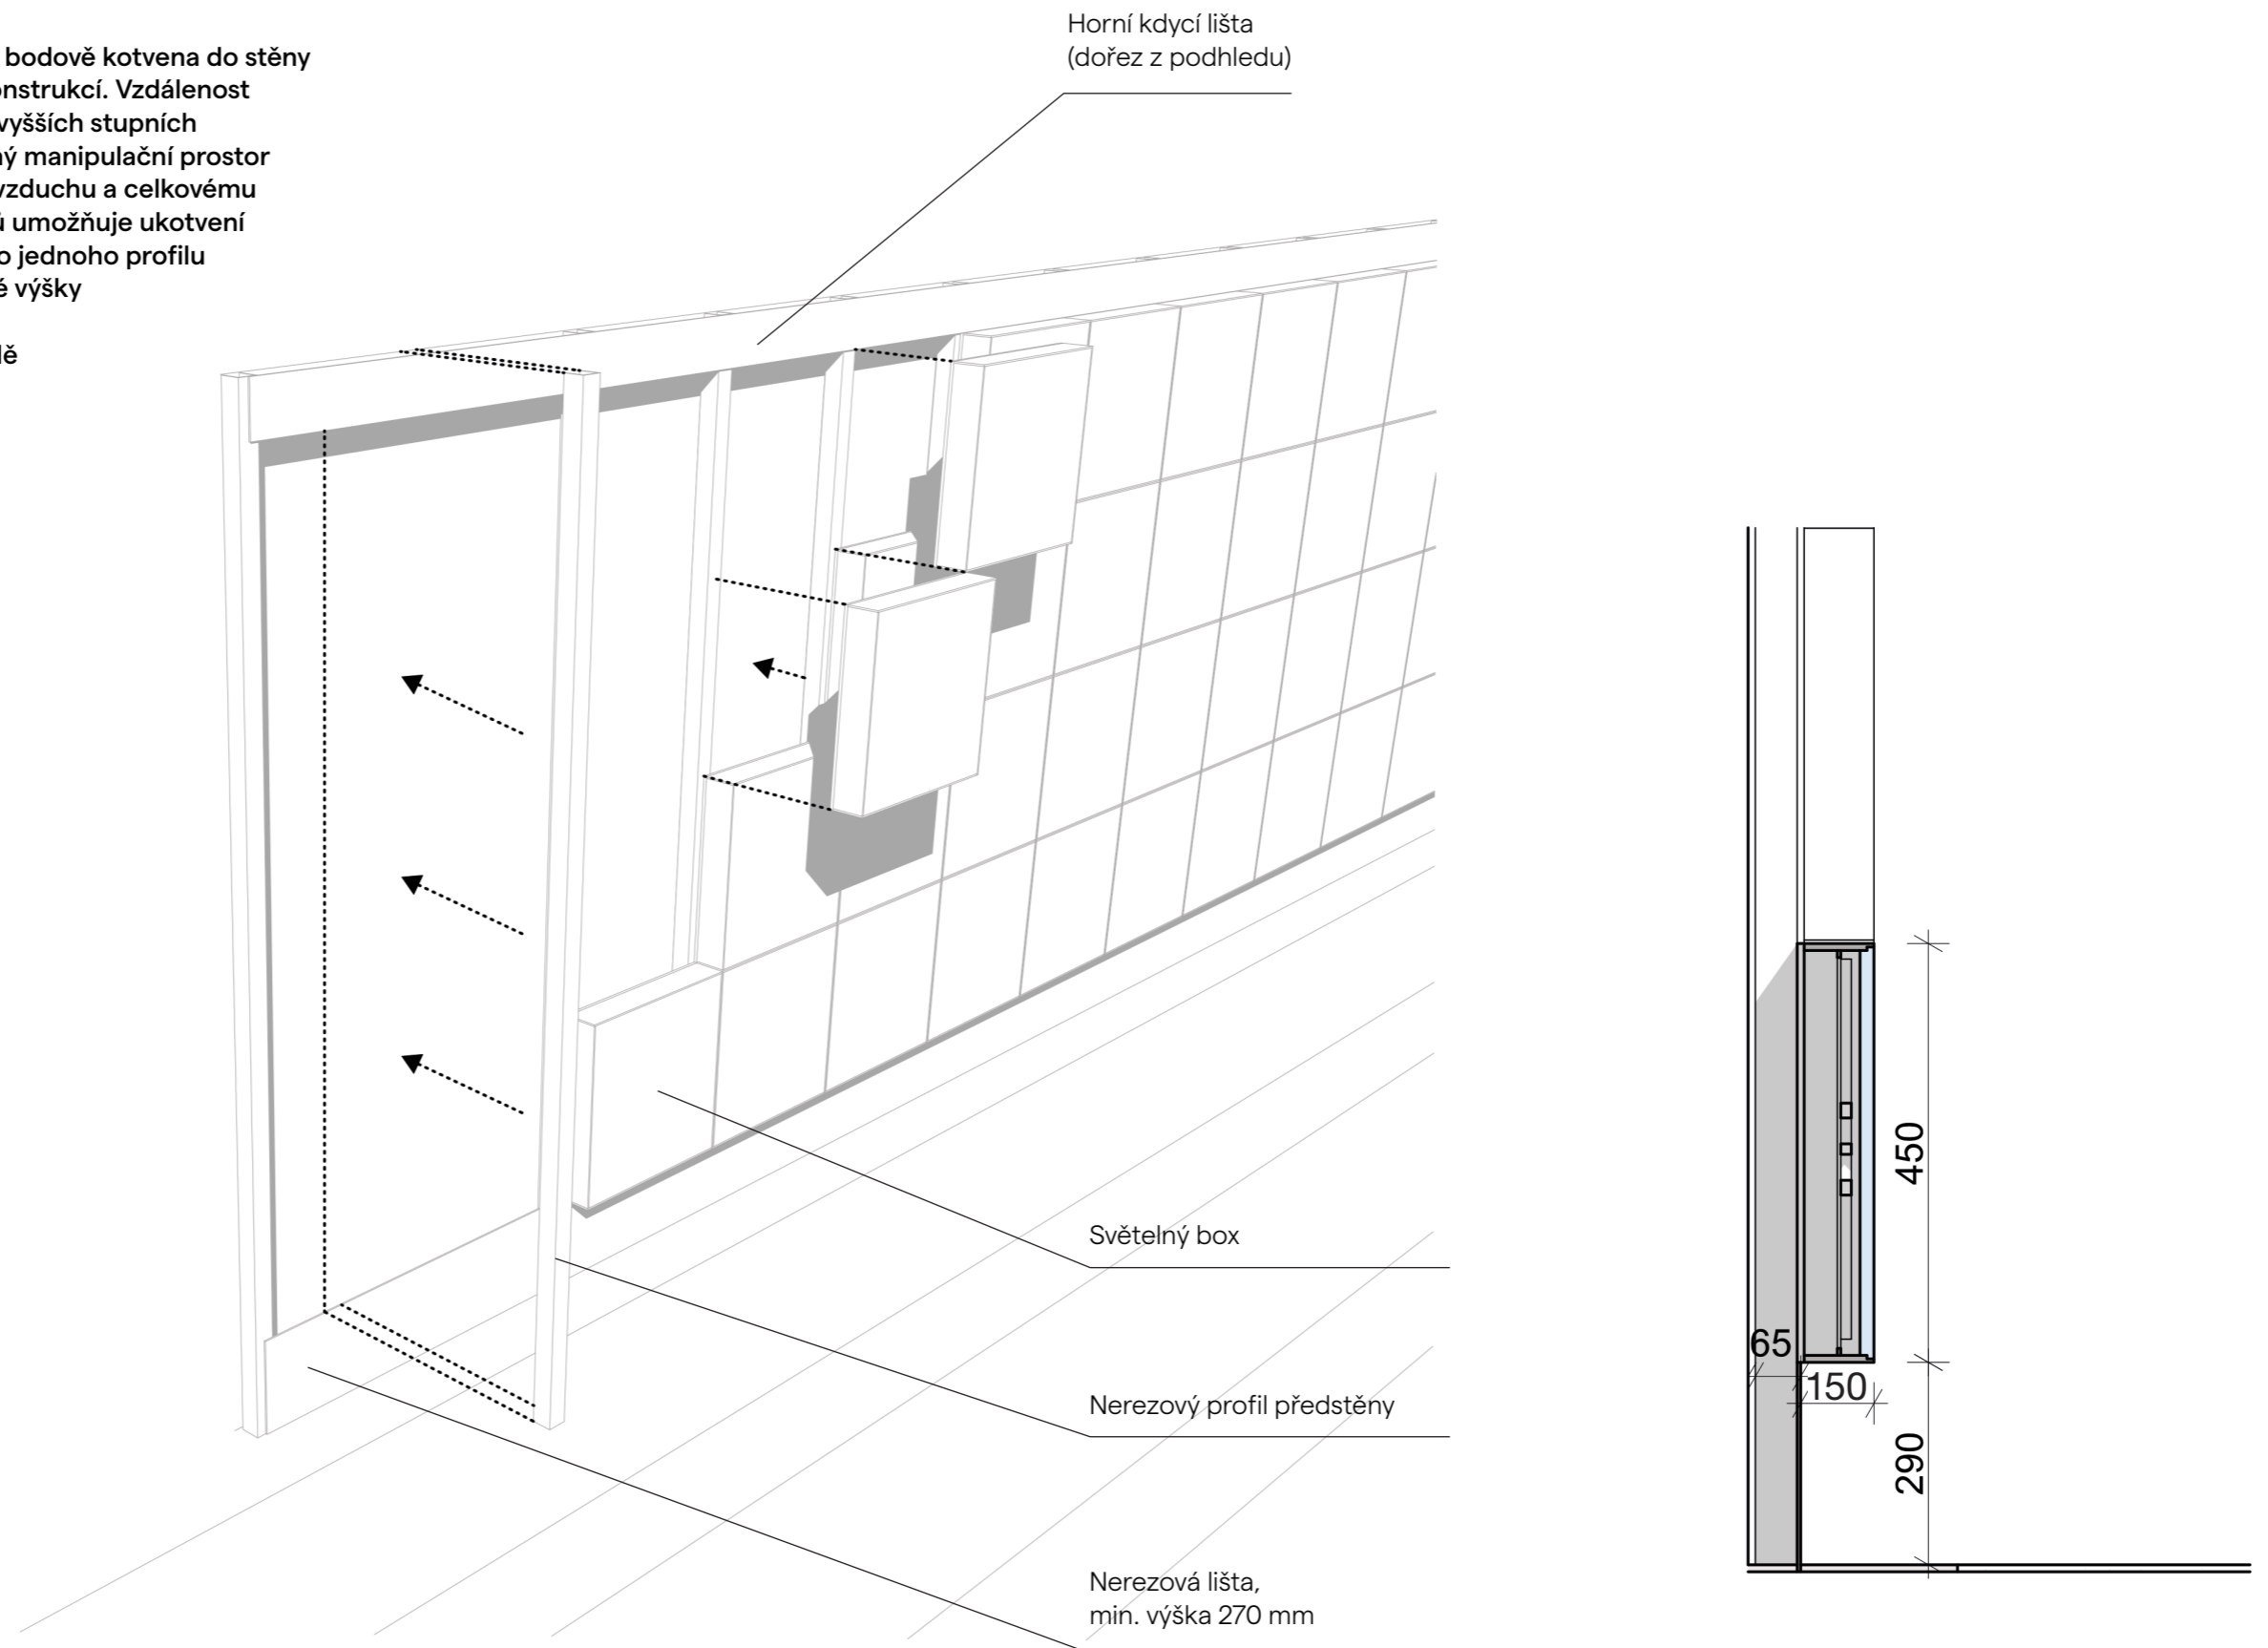 bodově kotvena do stěny
onstrukcí. Vzdálenost
vyšších stupních
ný manipulační prostor
vzduchu a celkovému
ů umožňuje ukotvení
o jednoho profilu
é výšky
dě
Horní kdycí lišta
(dořez z podhledu)
Světelný box
Nerezový profil předstěny
Nerezová lišta,
min. výška 270 mm
450
65
150
290